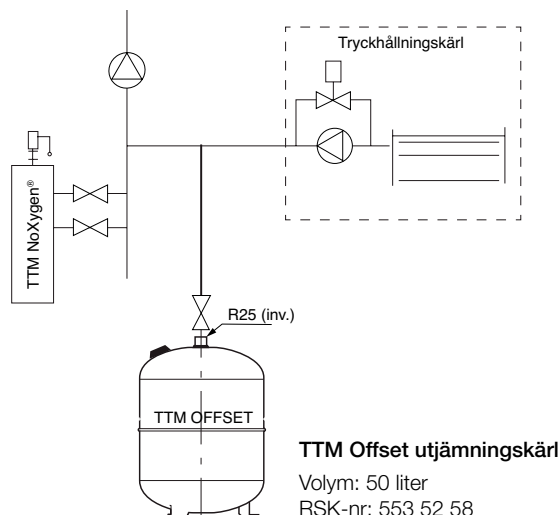 Tryckhållningskärl
TTM NoXygen®
R25 (inv.)
TTM OFFSET
TTM Offset utjämningskärl
Volym: 50 liter
RSK-nr: 553 52 58